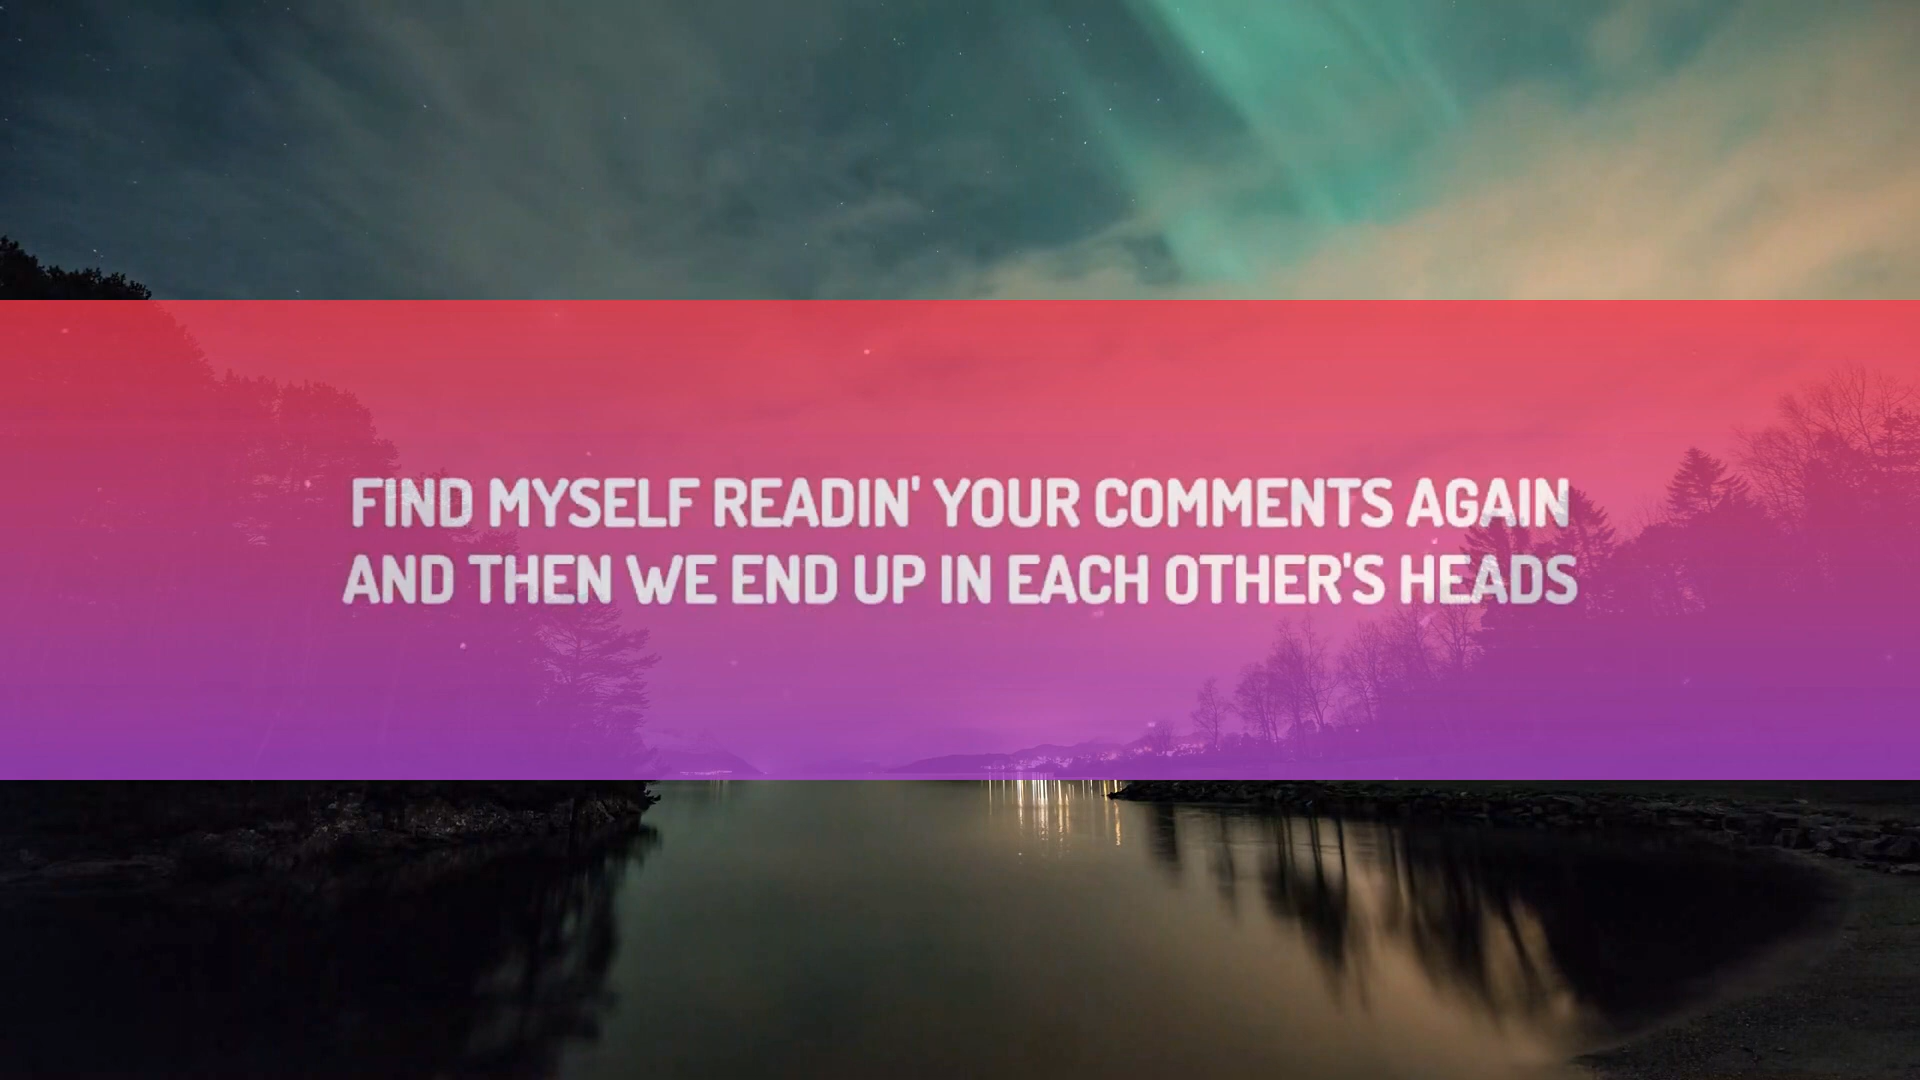 FIND MYSELF READIN' YOUR COMMENTS AGAIN
AND THEN WE END UP IN EACH OTHER'S HEADS